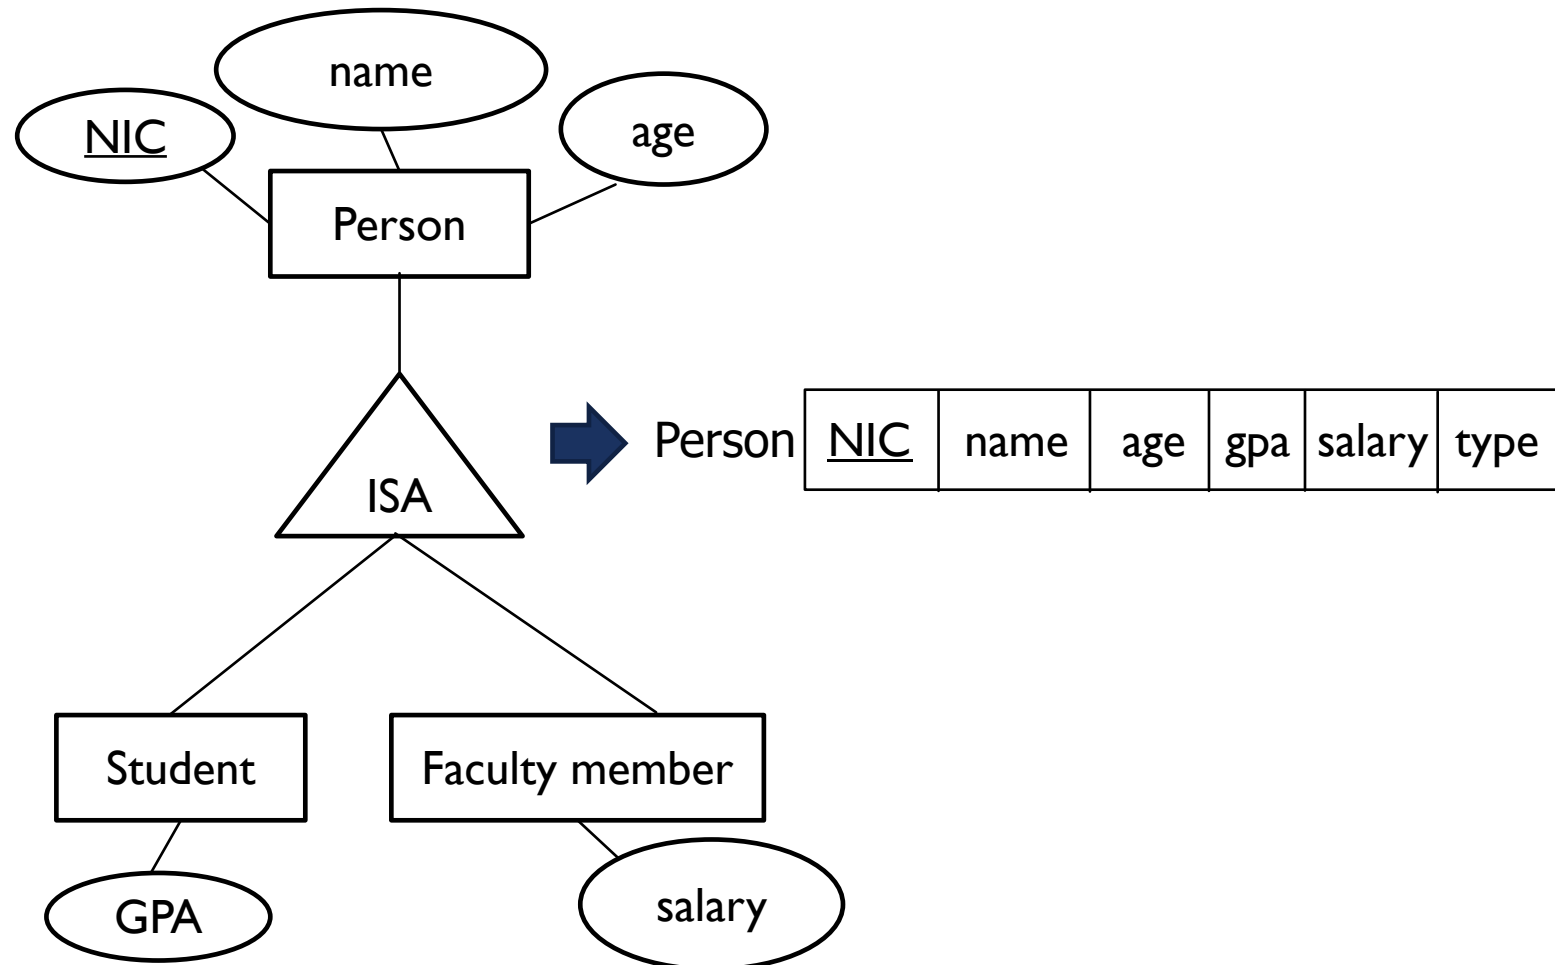 name
NIC
age
Person
ISA
Person NIC name age gpa salary type
Student
Faculty member
GPA
salary